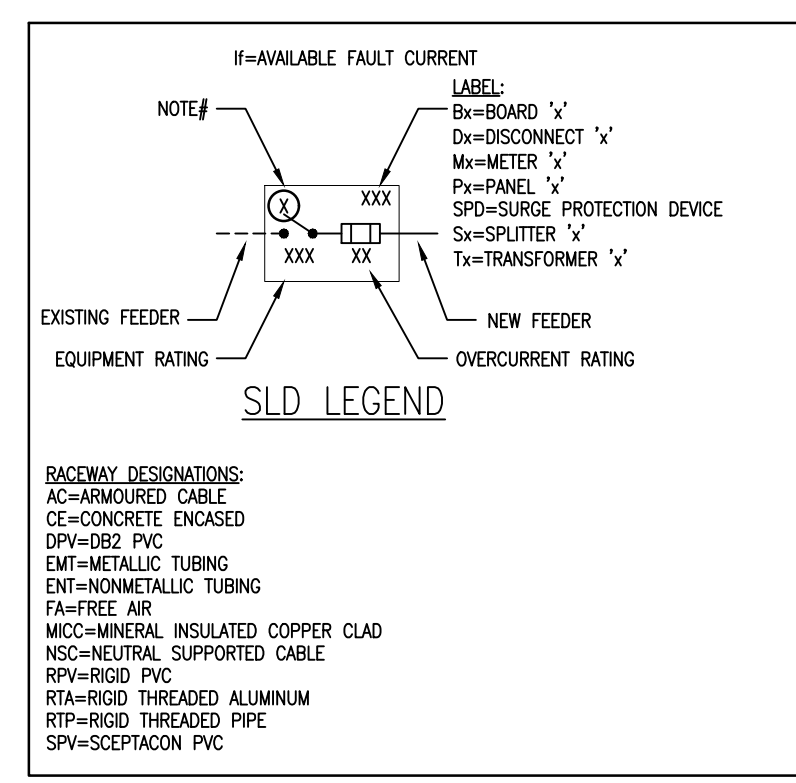 If=AVAILABLE FAULT CURRENT
LABEL:
NOTE#
Bx=BOARD 'x'
Dx=DISCONNECT 'x'
Mx=METER 'x'
Px=PANEL 'x'
SPD=SURGE PROTECTION DEVICE
Sx=SPLITTER 'x'
Tx=TRANSFORMER 'x'
XXX
X
XXX
XX
EXISTING FEEDER
NEW FEEDER
EQUIPMENT RATING
OVERCURRENT RATING
SLD LEGEND
RACEWAY DESIGNATIONS:
AC=ARMOURED CABLE
CE=CONCRETE ENCASED
DPV=DB2 PVC
EMT=METALLIC TUBING
ENT=NONMETALLIC TUBING
FA=FREE AIR
MICC=MINERAL INSULATED COPPER CLAD
NSC=NEUTRAL SUPPORTED CABLE
RPV=RIGID PVC
RTA=RIGID THREADED ALUMINUM
RTP=RIGID THREADED PIPE
SPV=SCEPTACON PVC